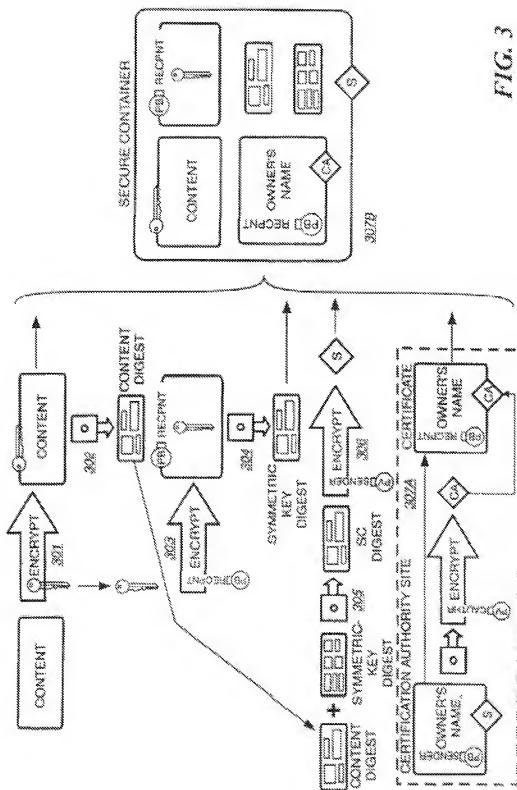 CONTENT
ENCRYPT
301
CONTENT
302
CONTENT DIGEST
303
ENCRYPT
PB RECPNT
PB RECPNT
304
SYMMETRIC
KEY DIGEST
CONTENT
DIGEST
+
SYMMETRIC-
KEY
DIGEST
305
SC DIGEST
ENCRYPT
306
SENDER
S
CERTIFICATION AUTHORITY SITE
307A
OWNER'S
NAME
PB SENDER
S
ENCRYPT
CA
CERTIFICATE
OWNER'S
NAME
PB RECPNT
CA
SECURE CONTAINER
CONTENT
PB RECPNT
OWNER'S
NAME
PB RECPNT
CA
S
307B
FIG. 3